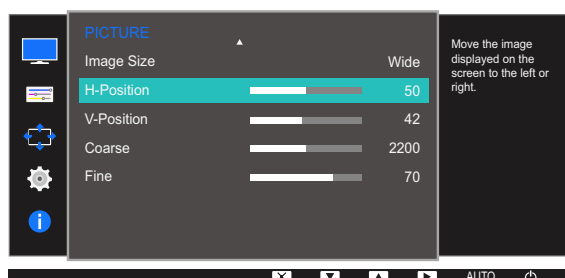 PICTURE
Image Size Wide
H-Position 50
V-Position 42
Coarse 2200
Fine 70
Move the image
displayed on the
screen to the left or
right.
AUTO